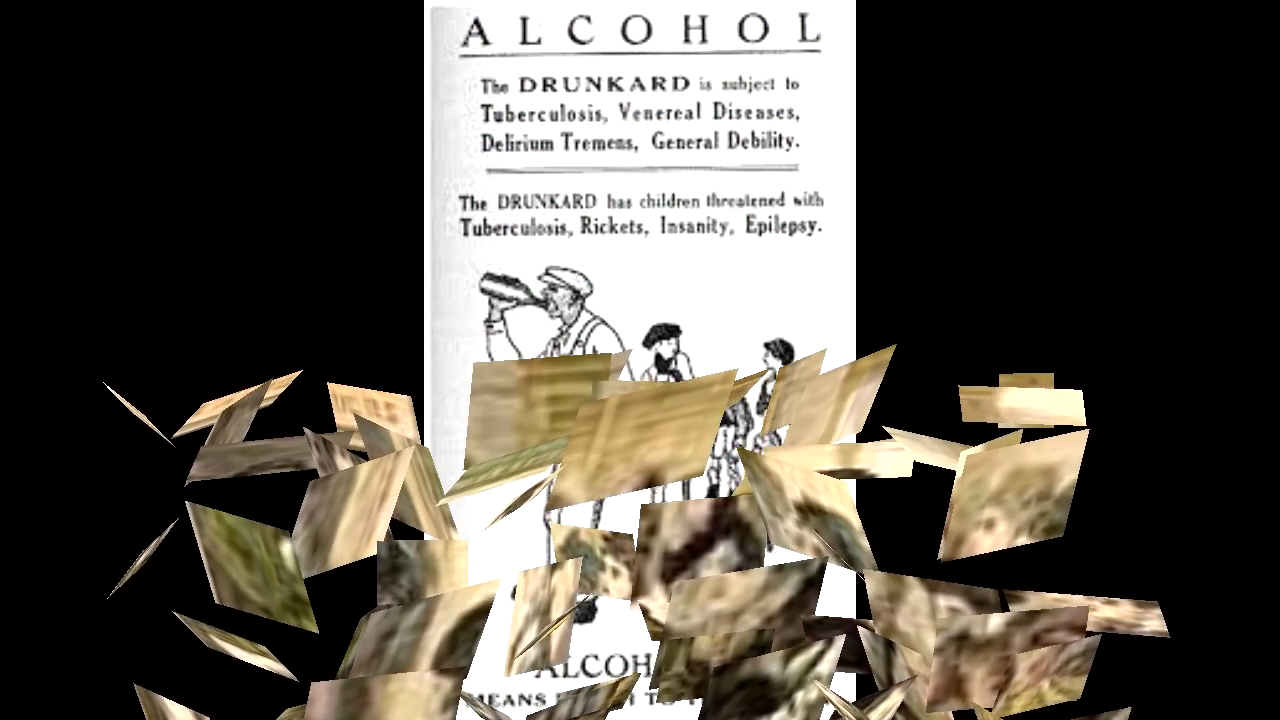 ALCOHOL
The DRUNKARD is subject to
Tuberculosis, Venereal Diseases,
Delirium Tremens, General Debility.
The DRUNKARD has children threatened with
Tuberculosis, Rickets, Insanity, Epilepsy.
MEANS